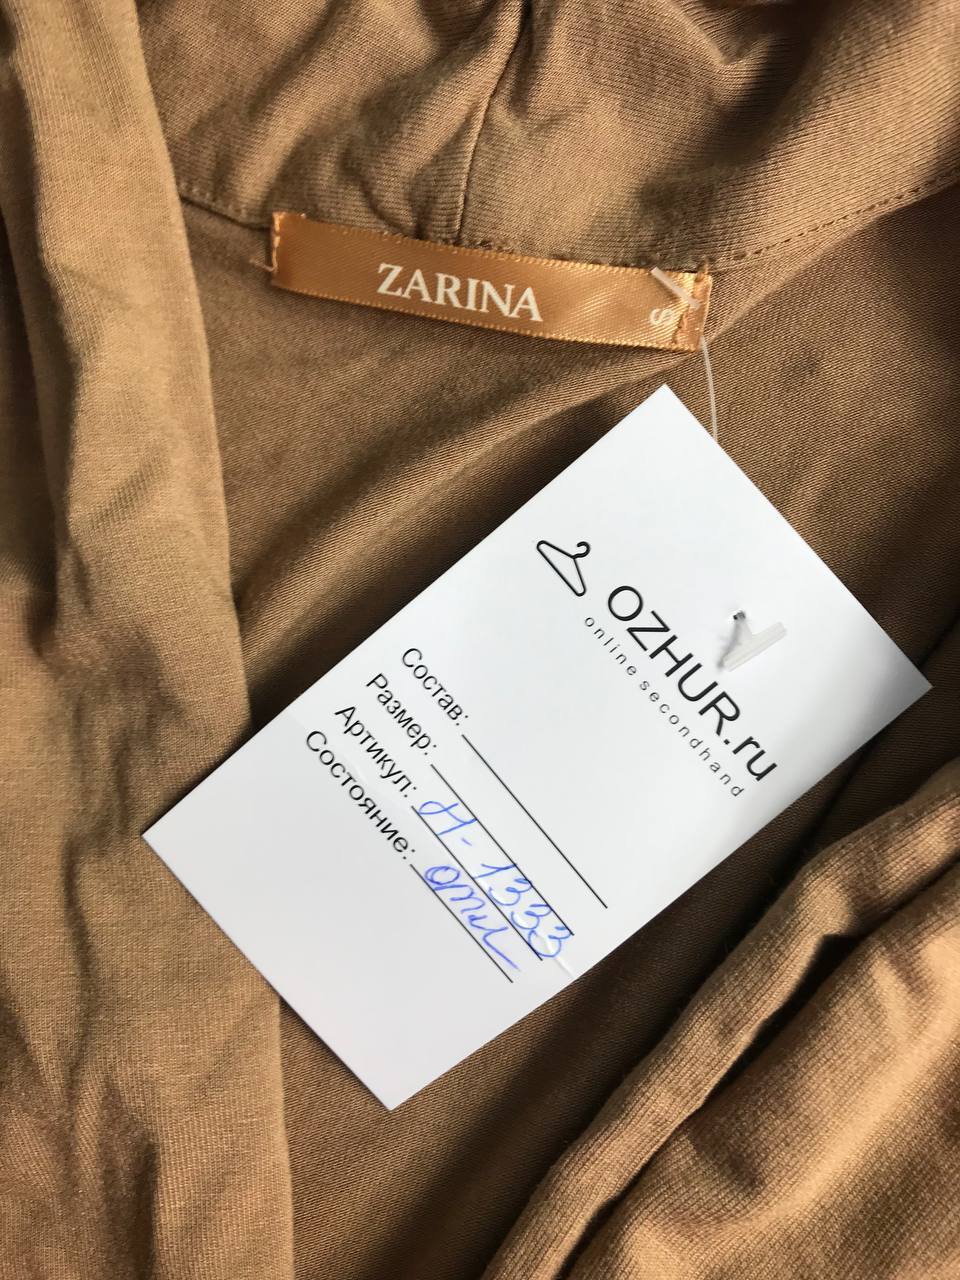 ZARINA
S
OZHUR.ru
online secondhand
Состав:
Размер:
Артикул: Н-1333
Состояние: отл